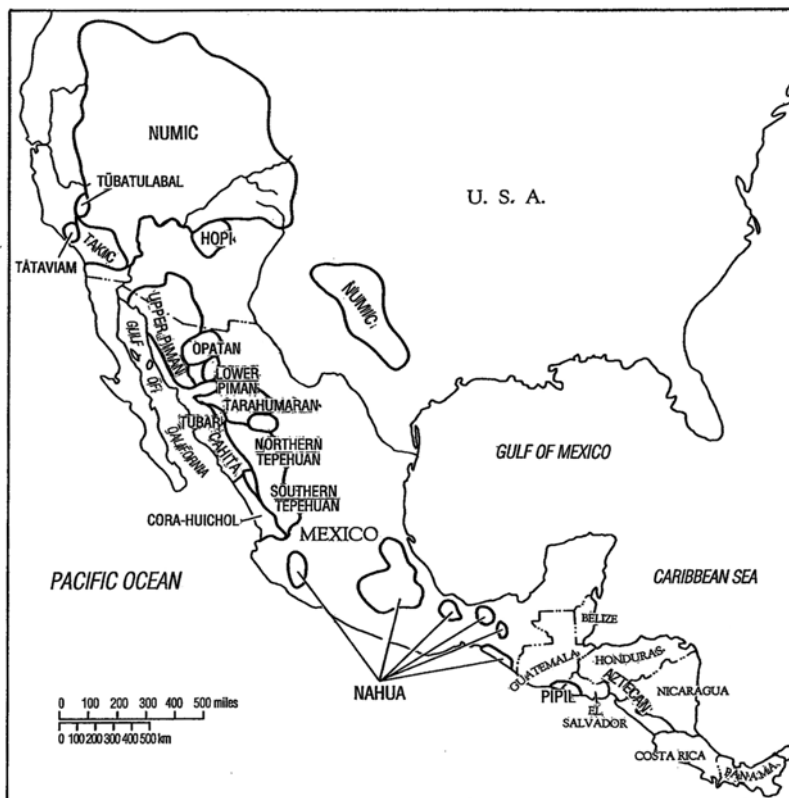 NUMIC
TÜBATULABAL
U. S. A.
HOPI
TAKIC
TÀTAVIAM
NUMIC
UPPER PIMAN
GULF
OF
CALIFORNIA
OPATAN
LOWER
PIMAN
TARAHUMARAN
TUBAR
CAHITA
NORTHERN
TEPEHUAN
GULF OF MEXICO
SOUTHERN
TEPEHUAN
CORA-HUICHOL
MEXICO
PACIFIC OCEAN
CARIBBEAN SEA
BELIZE
GUATEMALA
HONDURAS
AZTECAN
NICARAGUA
NAHUA
PIPIL
EL
SALVADOR
COSTA RICA
PANAMA
0 100 200 300 400 500 miles
0 100 200 300 400 500 km